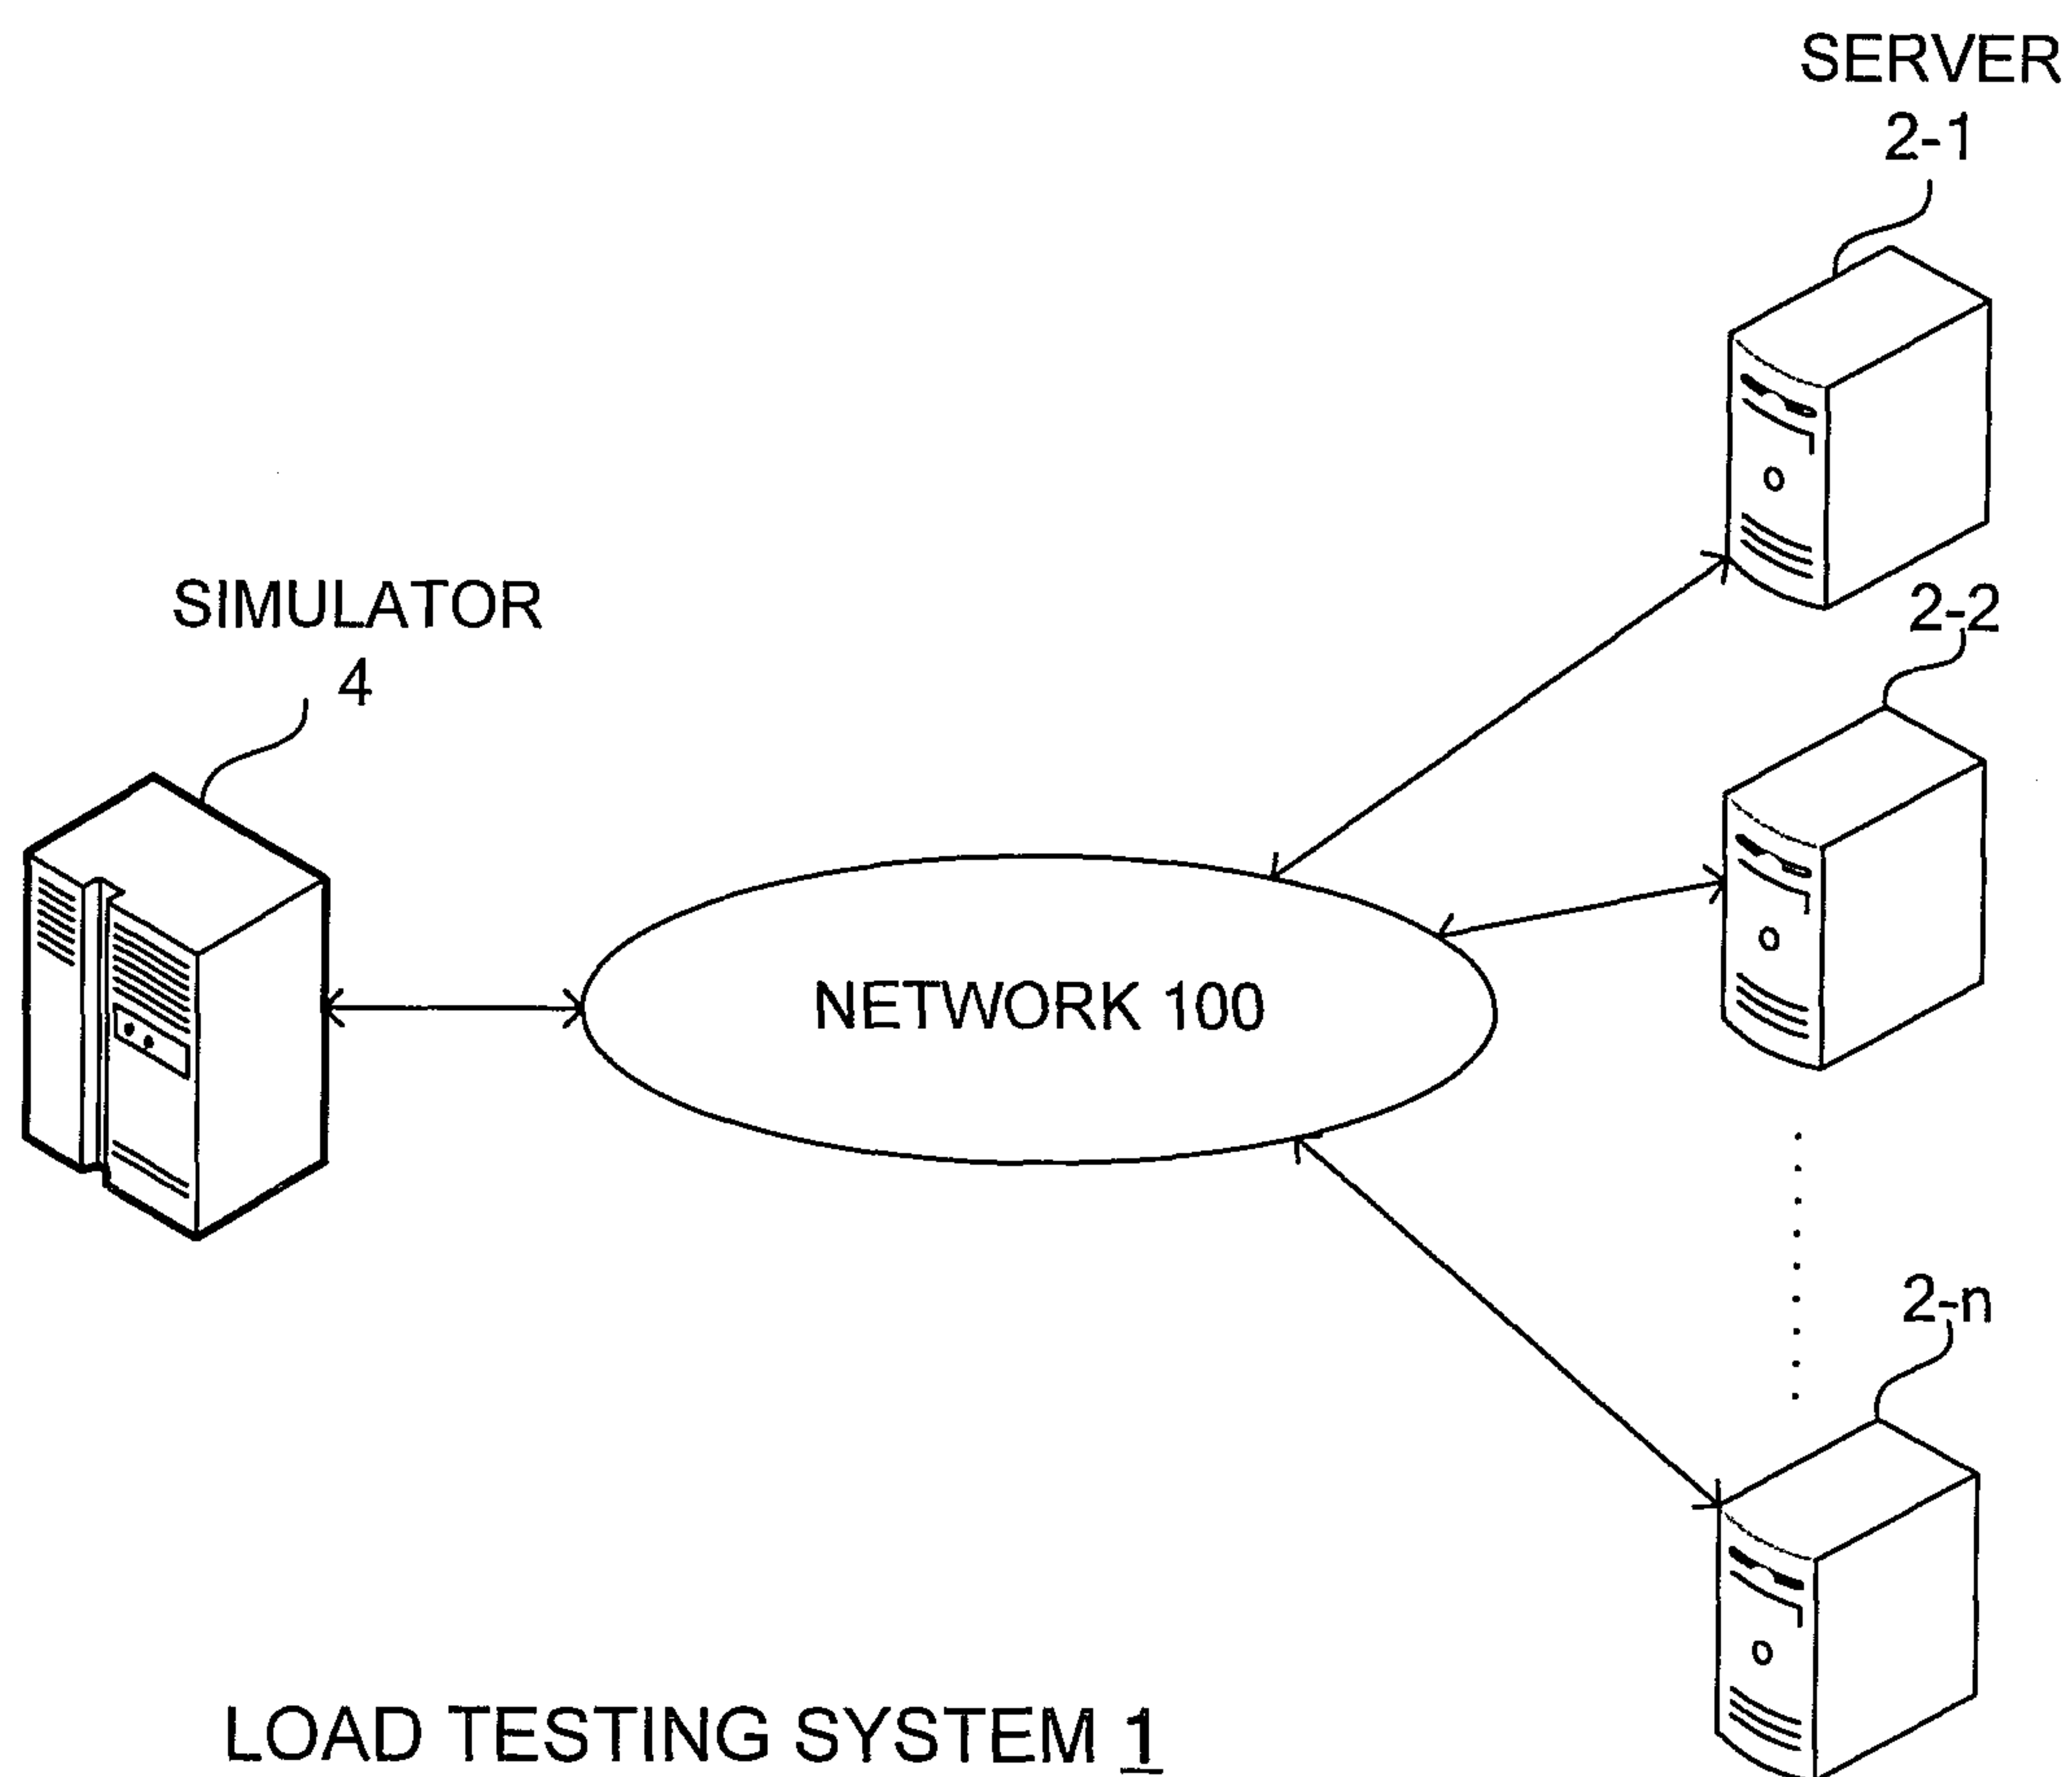 SERVER
2-1
SIMULATOR
4
2-2
NETWORK 100
2-n
LOAD TESTING SYSTEM 1